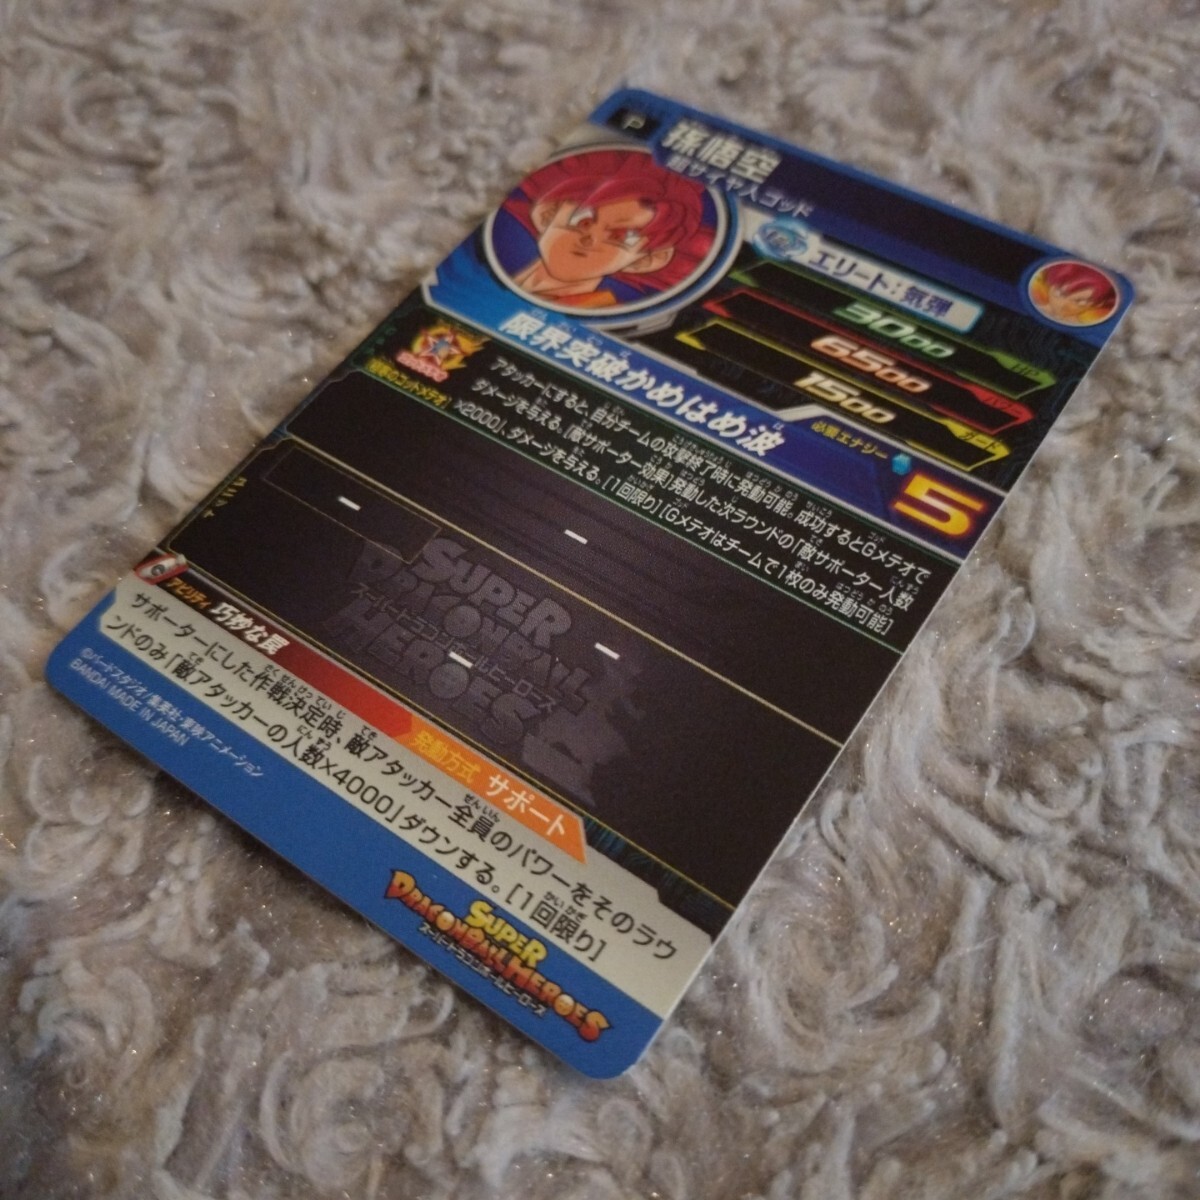 P
孫悟空
超サイヤ人ゴッド
エリート：気弾
3000 HP
6500 パワー
1500 ガード
限界突破かめはめ波
必要エナジー 5
アタッカーにすると、自分チームの攻撃終了時に発動可能。成功するとGメテオで
ダメージを与える。「敵サポーター効果」発動した次ラウンドの「敵サポーター人数
×2000」、ダメージを与える。[1回限り][Gメテオはチームで1枚のみ発動可能]
ユニット
SUPER
DRAGONBALL
スーパードラゴンボールヒーローズ
HEROES
アビリティ 巧妙な罠
発動方式 サポート
サポーターにした作戦決定時、敵アタッカー全員のパワーをそのラウ
ンドのみ「敵アタッカーの人数×4000」ダウンする。[1回限り]
©バードスタジオ/集英社・東映アニメーション
BANDAI MADE IN JAPAN
SUPER
DRAGONBALL HEROES
スーパードラゴンボールヒーローズ